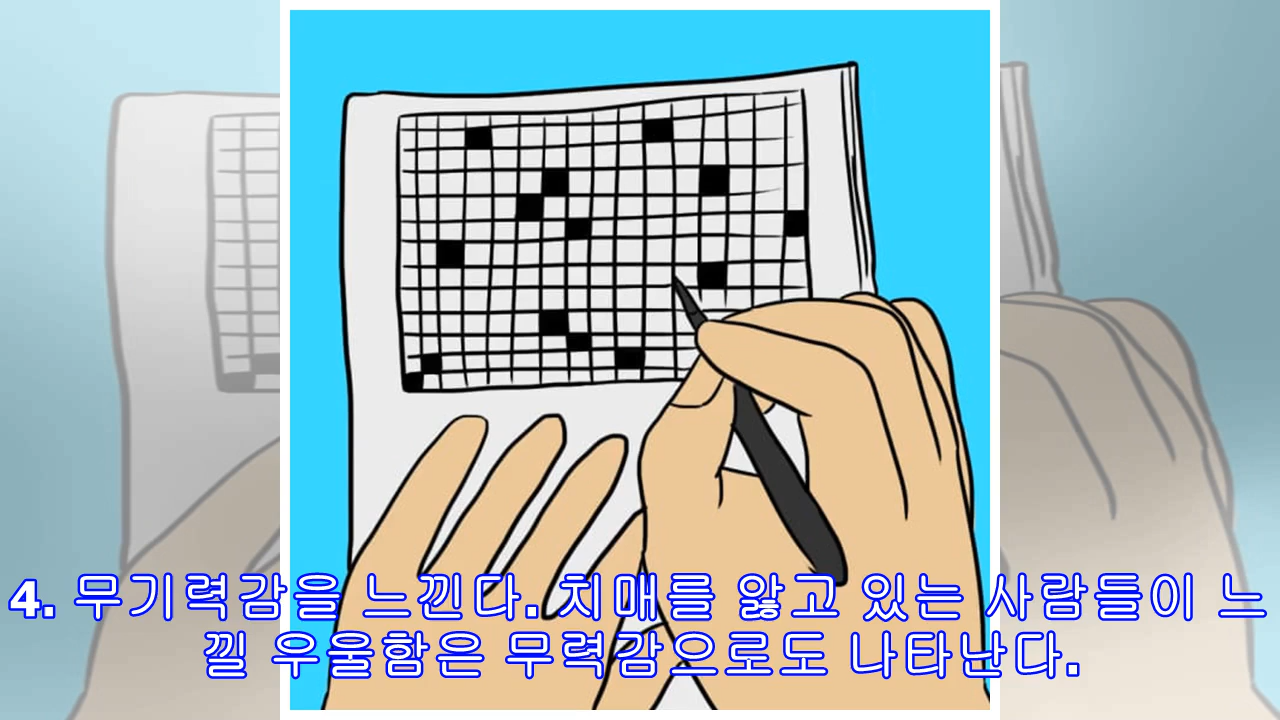 4. 무기력감을 느낀다. 치매를 앓고 있는 사람들이 느
낄 우울함은 무력감으로도 나타난다.